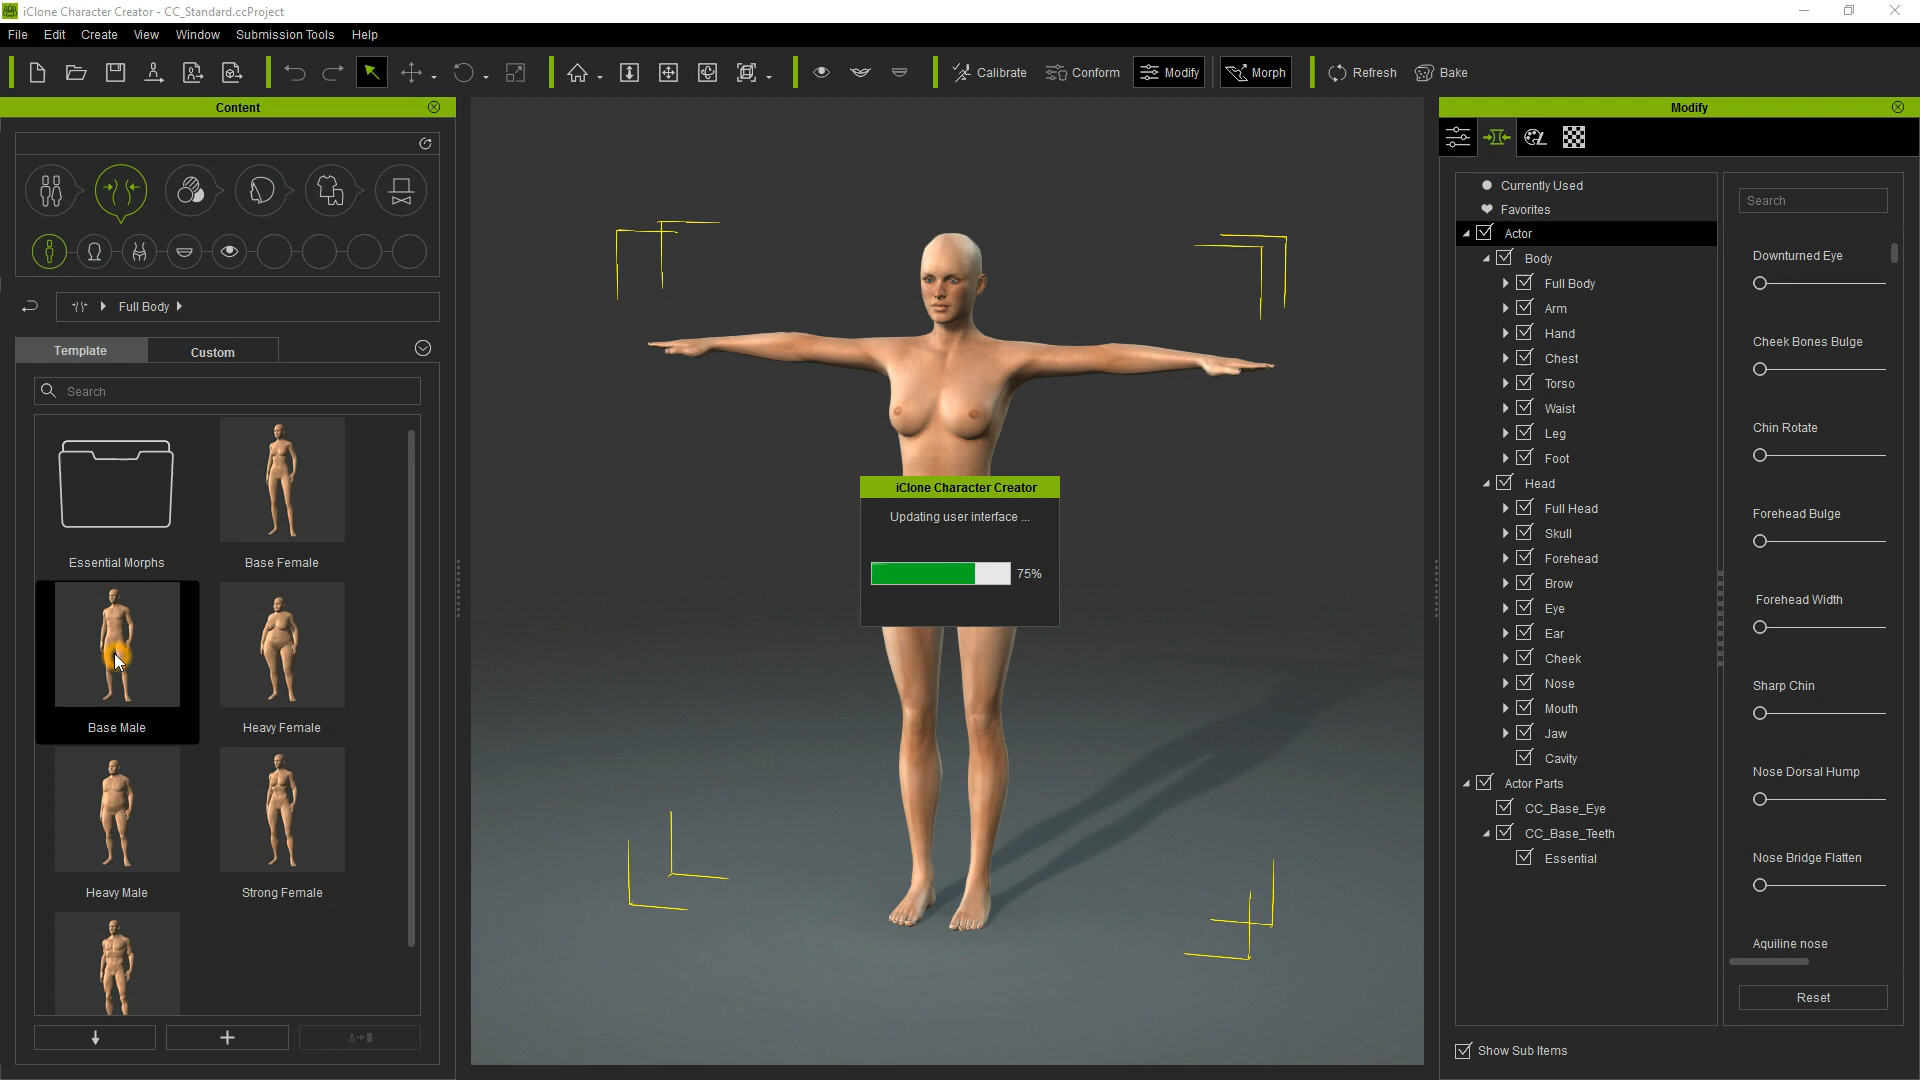 iClone Character Creator - CC_Standard.ccProject
File Edit Create View Window Submission Tools Help
Calibrate Conform Modify Morph Refresh Bake
Content
Full Body
Template Custom
Search
Essential Morphs Base Female
Base Male Heavy Female
Heavy Male Strong Female
iClone Character Creator
Updating user interface ...
75%
Modify
Currently Used
Favorites
Actor
Body
Full Body
Arm
Hand
Chest
Torso
Waist
Leg
Foot
Head
Full Head
Skull
Forehead
Brow
Eye
Ear
Cheek
Nose
Mouth
Jaw
Cavity
Actor Parts
CC_Base_Eye
CC_Base_Teeth
Essential
Show Sub Items
Search
Downturned Eye
Cheek Bones Bulge
Chin Rotate
Forehead Bulge
Forehead Width
Sharp Chin
Nose Dorsal Hump
Nose Bridge Flatten
Aquiline nose
Reset